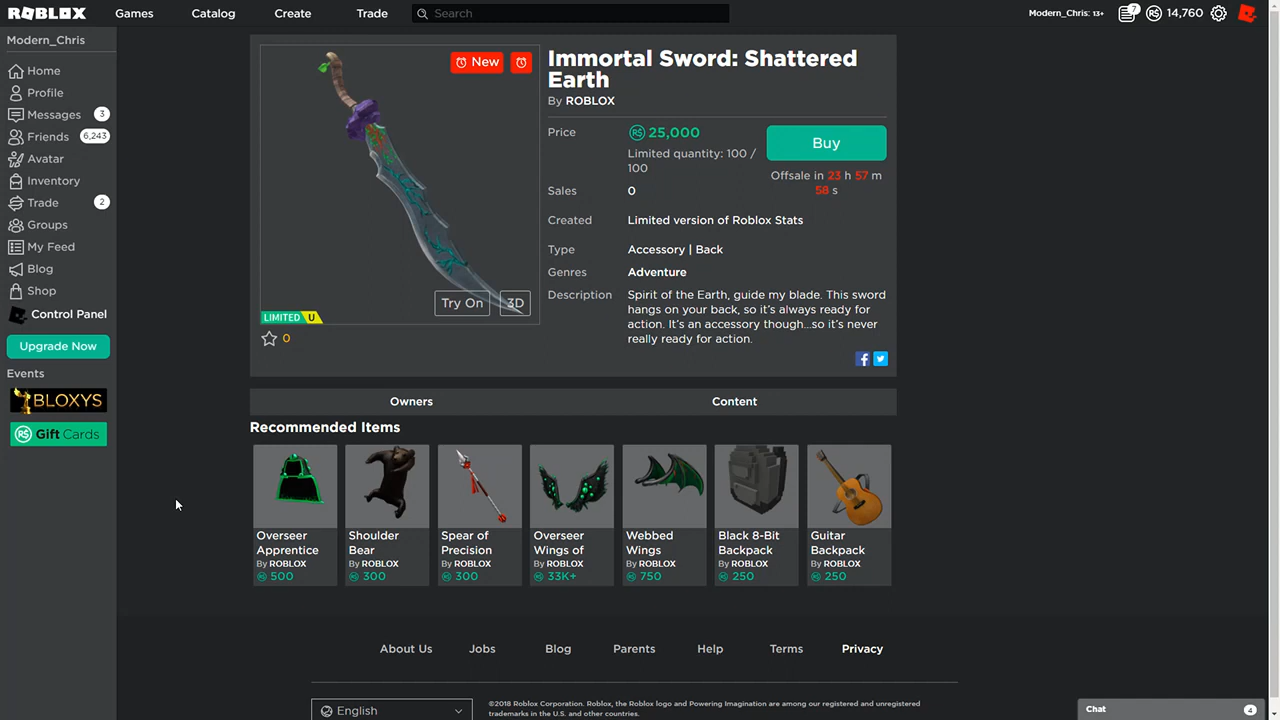 ROBLOX Games Catalog Create Trade Search Modern_Chris: 13+ 7 14,760
Modern_Chris
Home
Profile
Messages 3
Friends 6,243
Avatar
Inventory
Trade 2
Groups
My Feed
Blog
Shop
Control Panel
Upgrade Now
Events
BLOXYS
Gift Cards
New
Try On 3D
LIMITED U
0
Immortal Sword: Shattered
Earth
By ROBLOX
Price R$ 25,000 Buy
Limited quantity: 100 /
100
Offsale in 23 h 57 m
58 s
Sales 0
Created Limited version of Roblox Stats
Type Accessory | Back
Genres Adventure
Description Spirit of the Earth, guide my blade. This sword
hangs on your back, so it's always ready for
action. It's an accessory though...so it's never
really ready for action.
Owners Content
Recommended Items
Overseer
Apprentice
By ROBLOX
500
Shoulder
Bear
By ROBLOX
300
Spear of
Precision
By ROBLOX
300
Overseer
Wings of
By ROBLOX
33K+
Webbed
Wings
By ROBLOX
750
Black 8-Bit
Backpack
By ROBLOX
250
Guitar
Backpack
By ROBLOX
250
About Us Jobs Blog Parents Help Terms Privacy
English
©2018 Roblox Corporation. Roblox, the Roblox logo and Powering Imagination are among our registered and unregistered
trademarks in the U.S. and other countries.
Chat 4